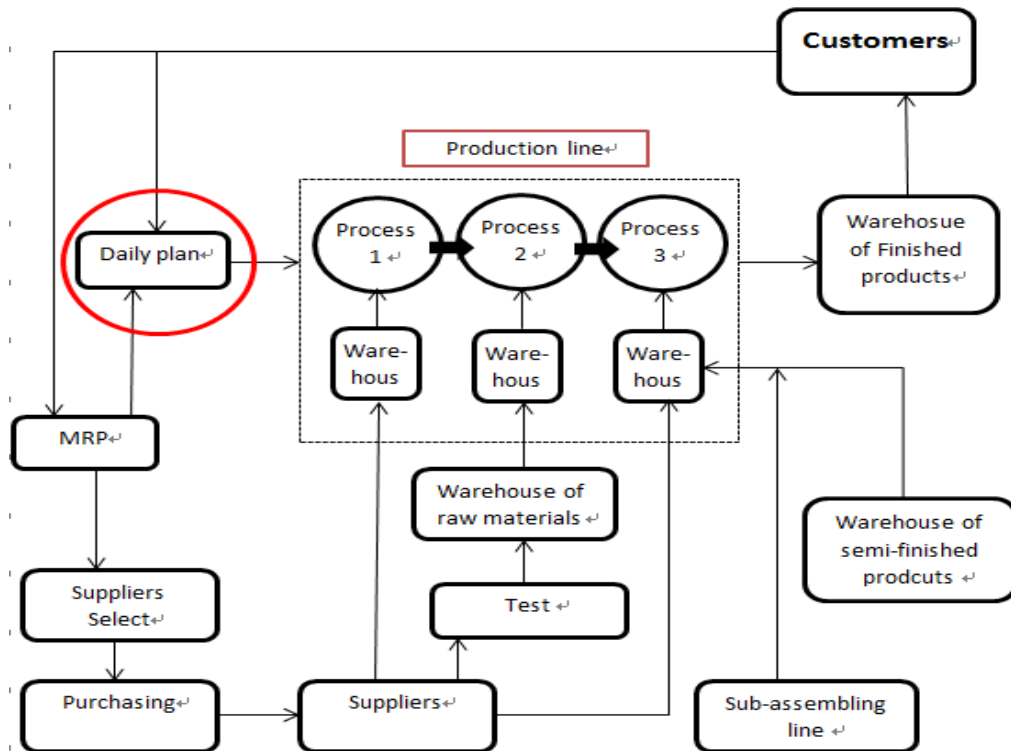 Customers↵
Production line↵
Process
1 ↵
Process
2 ↵
Process
3 ↵
Daily plan↵
Warehosue
of Finished
products↵
Ware-
hous
Ware-
hous
Ware-
hous
MRP↵
Warehouse of
raw materials ↵
Warehouse of
semi-finished
prodcuts ↵
Suppliers
Select↵
Test ↵
Purchasing↵
Suppliers↵
Sub-assembling
line ↵